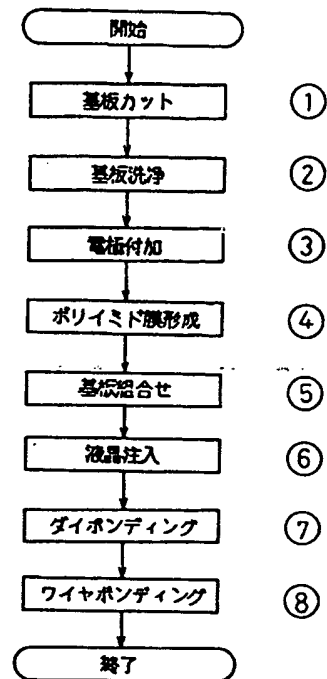 開始
基板カット ①
基板洗浄 ②
電極付加 ③
ポリイミド膜形成 ④
基板組合せ ⑤
液晶注入 ⑥
ダイボンディング ⑦
ワイヤボンディング ⑧
終了